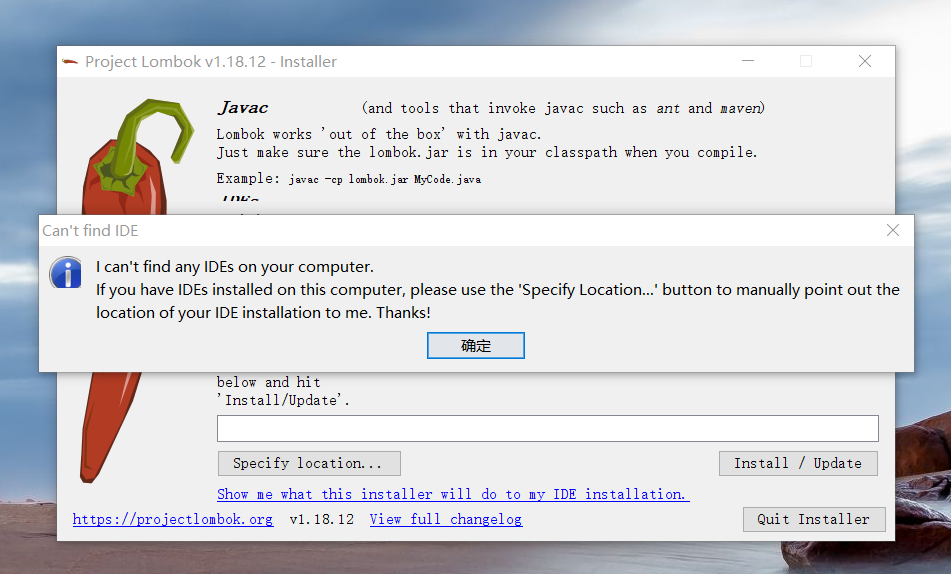 Project Lombok v1.18.12 - Installer
Javac (and tools that invoke javac such as ant and maven)
Lombok works 'out of the box' with javac.
Just make sure the lombok.jar is in your classpath when you compile.
Example: javac -cp lombok.jar MyCode.java
IDEs
Can't find IDE
I can't find any IDEs on your computer.
If you have IDEs installed on this computer, please use the 'Specify Location...' button to manually point out the
location of your IDE installation to me. Thanks!
确定
below and hit
'Install/Update'.
Specify location...
Install / Update
Show me what this installer will do to my IDE installation.
https://projectlombok.org v1.18.12 View full changelog
Quit Installer